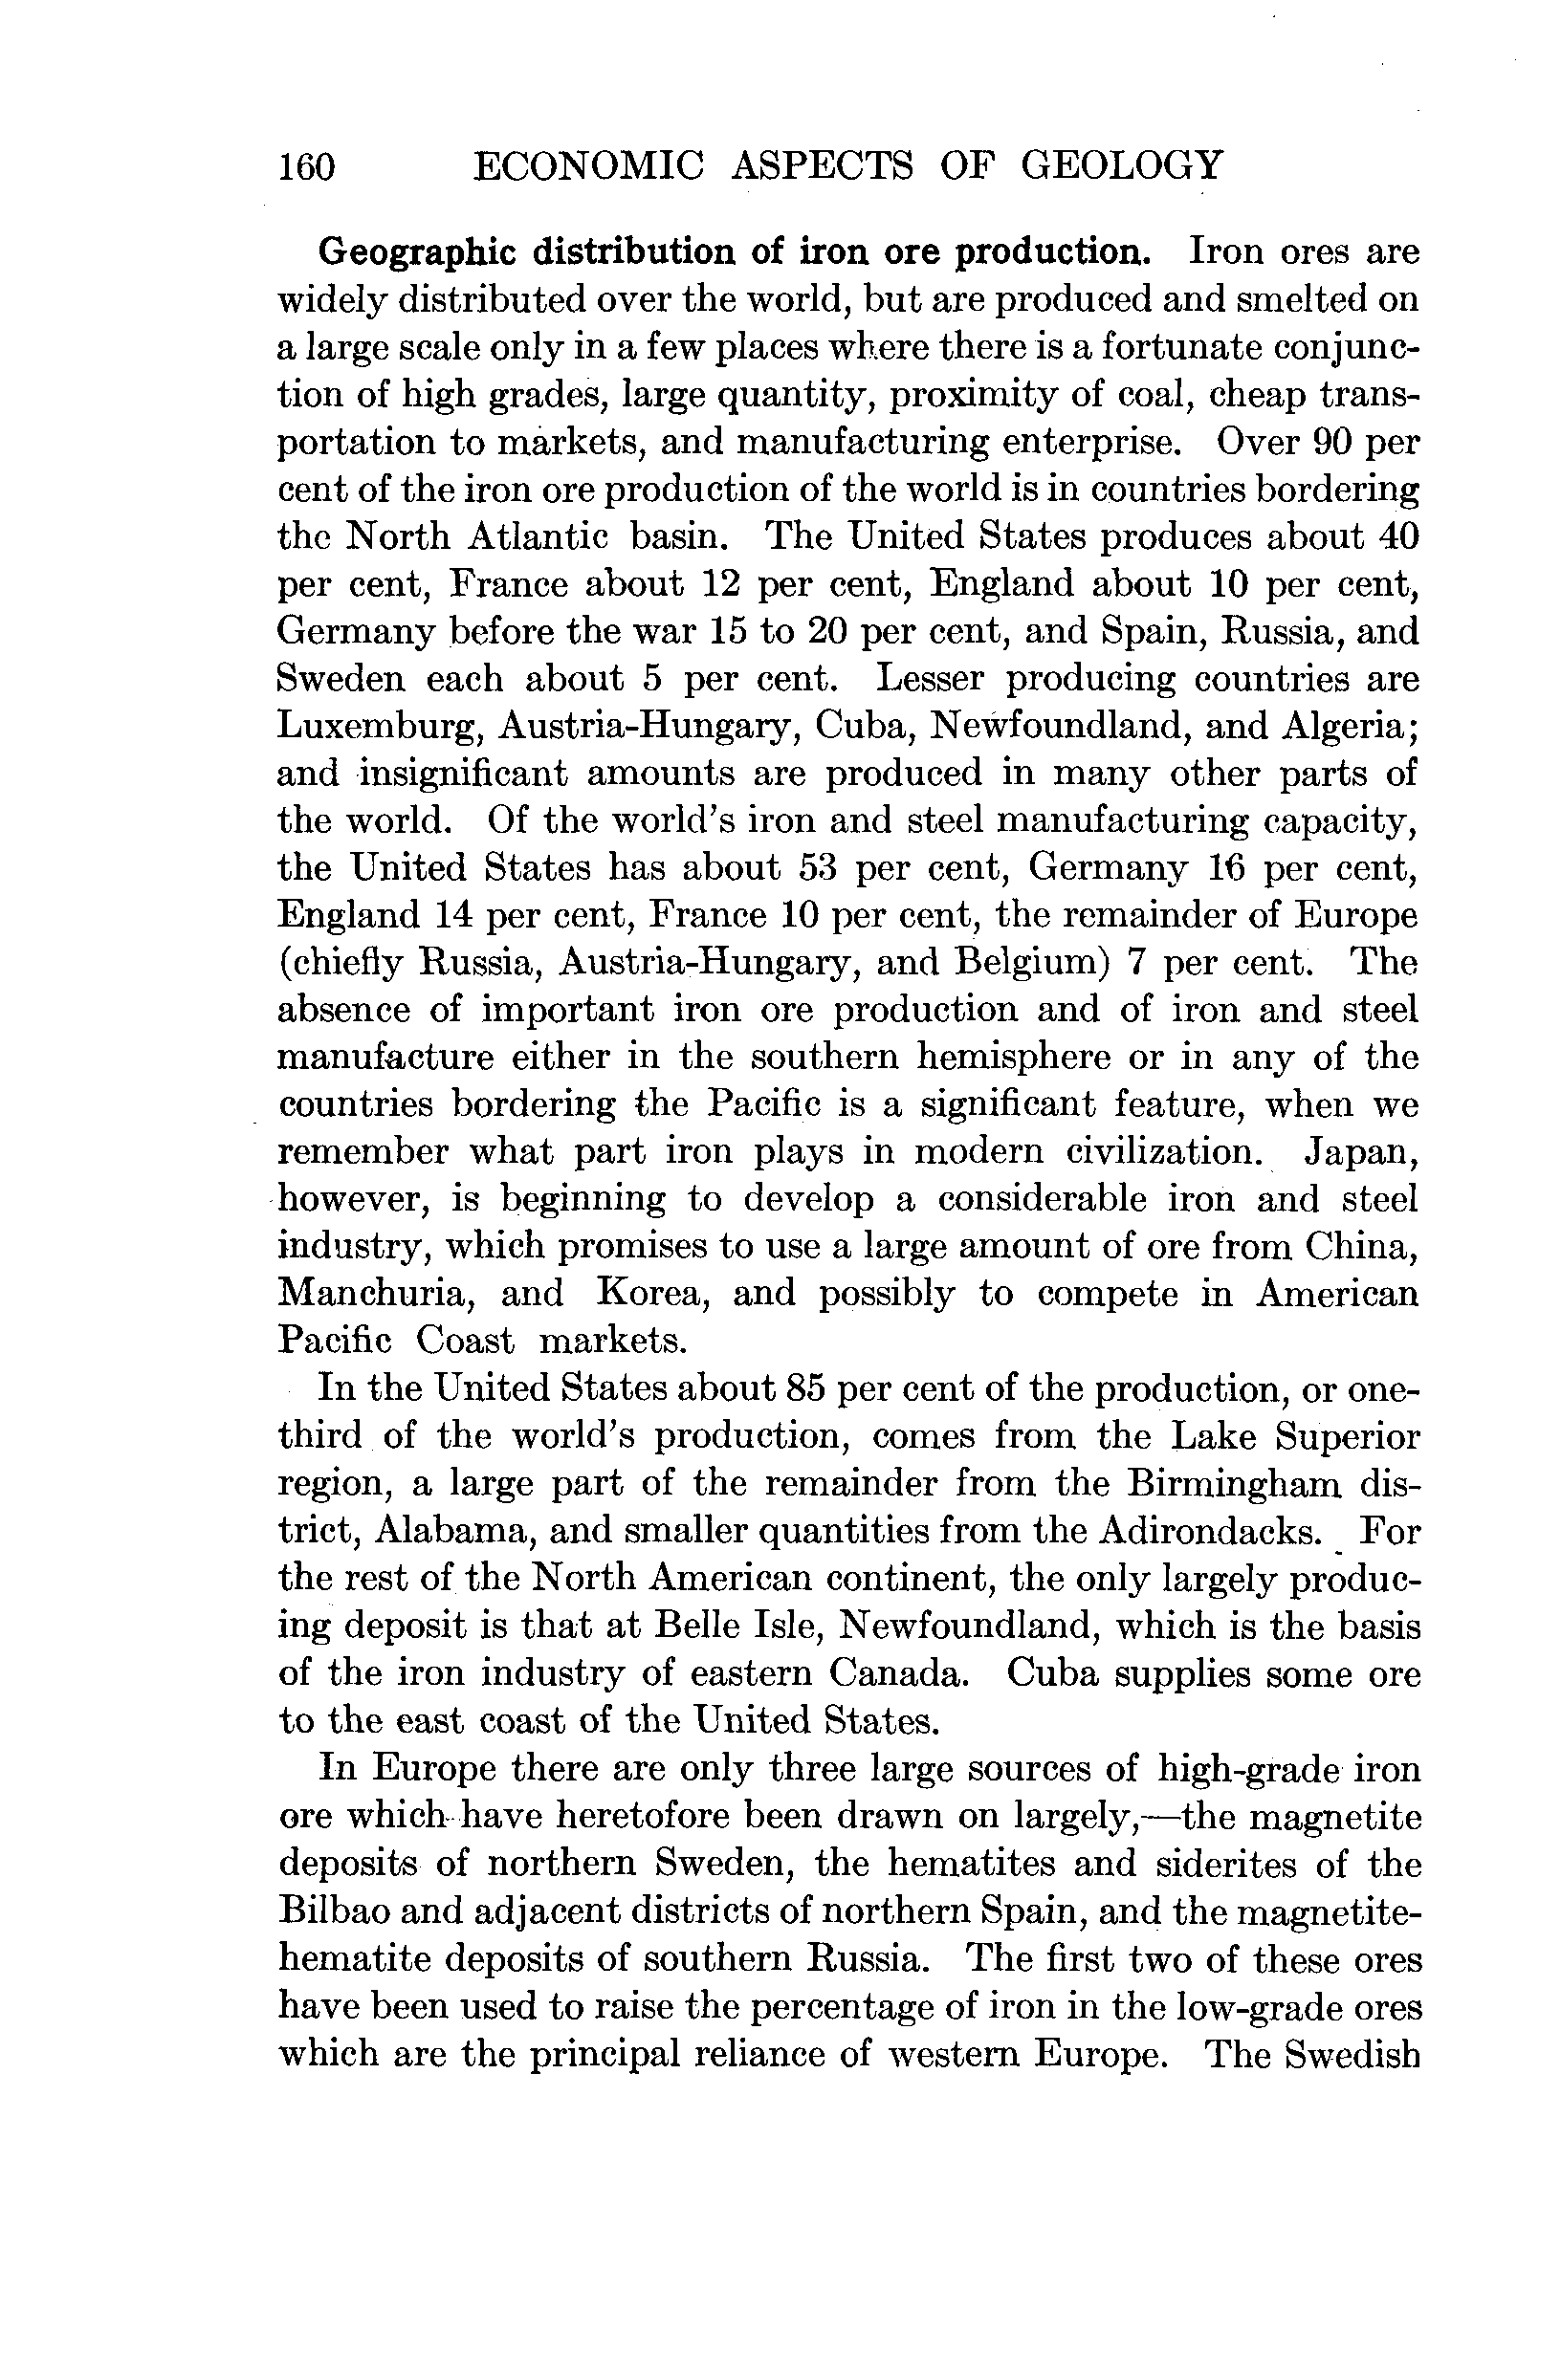 160 ECONOMIC ASPECTS OF GEOLOGY
Geographic distribution of iron ore production. Iron ores are
widely distributed over the world, but are produced and smelted on
a large scale only in a few places where there is a fortunate conjunc-
tion of high grades, large quantity, proximity of coal, cheap trans-
portation to markets, and manufacturing enterprise. Over 90 per
cent of the iron ore production of the world is in countries bordering
the North Atlantic basin. The United States produces about 40
per cent, France about 12 per cent, England about 10 per cent,
Germany before the war 15 to 20 per cent, and Spain, Russia, and
Sweden each about 5 per cent. Lesser producing countries are
Luxemburg, Austria-Hungary, Cuba, Newfoundland, and Algeria;
and insignificant amounts are produced in many other parts of
the world. Of the world's iron and steel manufacturing capacity,
the United States has about 53 per cent, Germany 16 per cent,
England 14 per cent, France 10 per cent, the remainder of Europe
(chiefly Russia, Austria-Hungary, and Belgium) 7 per cent. The
absence of important iron ore production and of iron and steel
manufacture either in the southern hemisphere or in any of the
countries bordering the Pacific is a significant feature, when we
remember what part iron plays in modern civilization. Japan,
however, is beginning to develop a considerable iron and steel
industry, which promises to use a large amount of ore from China,
Manchuria, and Korea, and possibly to compete in American
Pacific Coast markets.
In the United States about 85 per cent of the production, or one-
third of the world's production, comes from the Lake Superior
region, a large part of the remainder from the Birmingham dis-
trict, Alabama, and smaller quantities from the Adirondacks. For
the rest of the North American continent, the only largely produc-
ing deposit is that at Belle Isle, Newfoundland, which is the basis
of the iron industry of eastern Canada. Cuba supplies some ore
to the east coast of the United States.
In Europe there are only three large sources of high-grade iron
ore which have heretofore been drawn on largely,—the magnetite
deposits of northern Sweden, the hematites and siderites of the
Bilbao and adjacent districts of northern Spain, and the magnetite-
hematite deposits of southern Russia. The first two of these ores
have been used to raise the percentage of iron in the low-grade ores
which are the principal reliance of western Europe. The Swedish